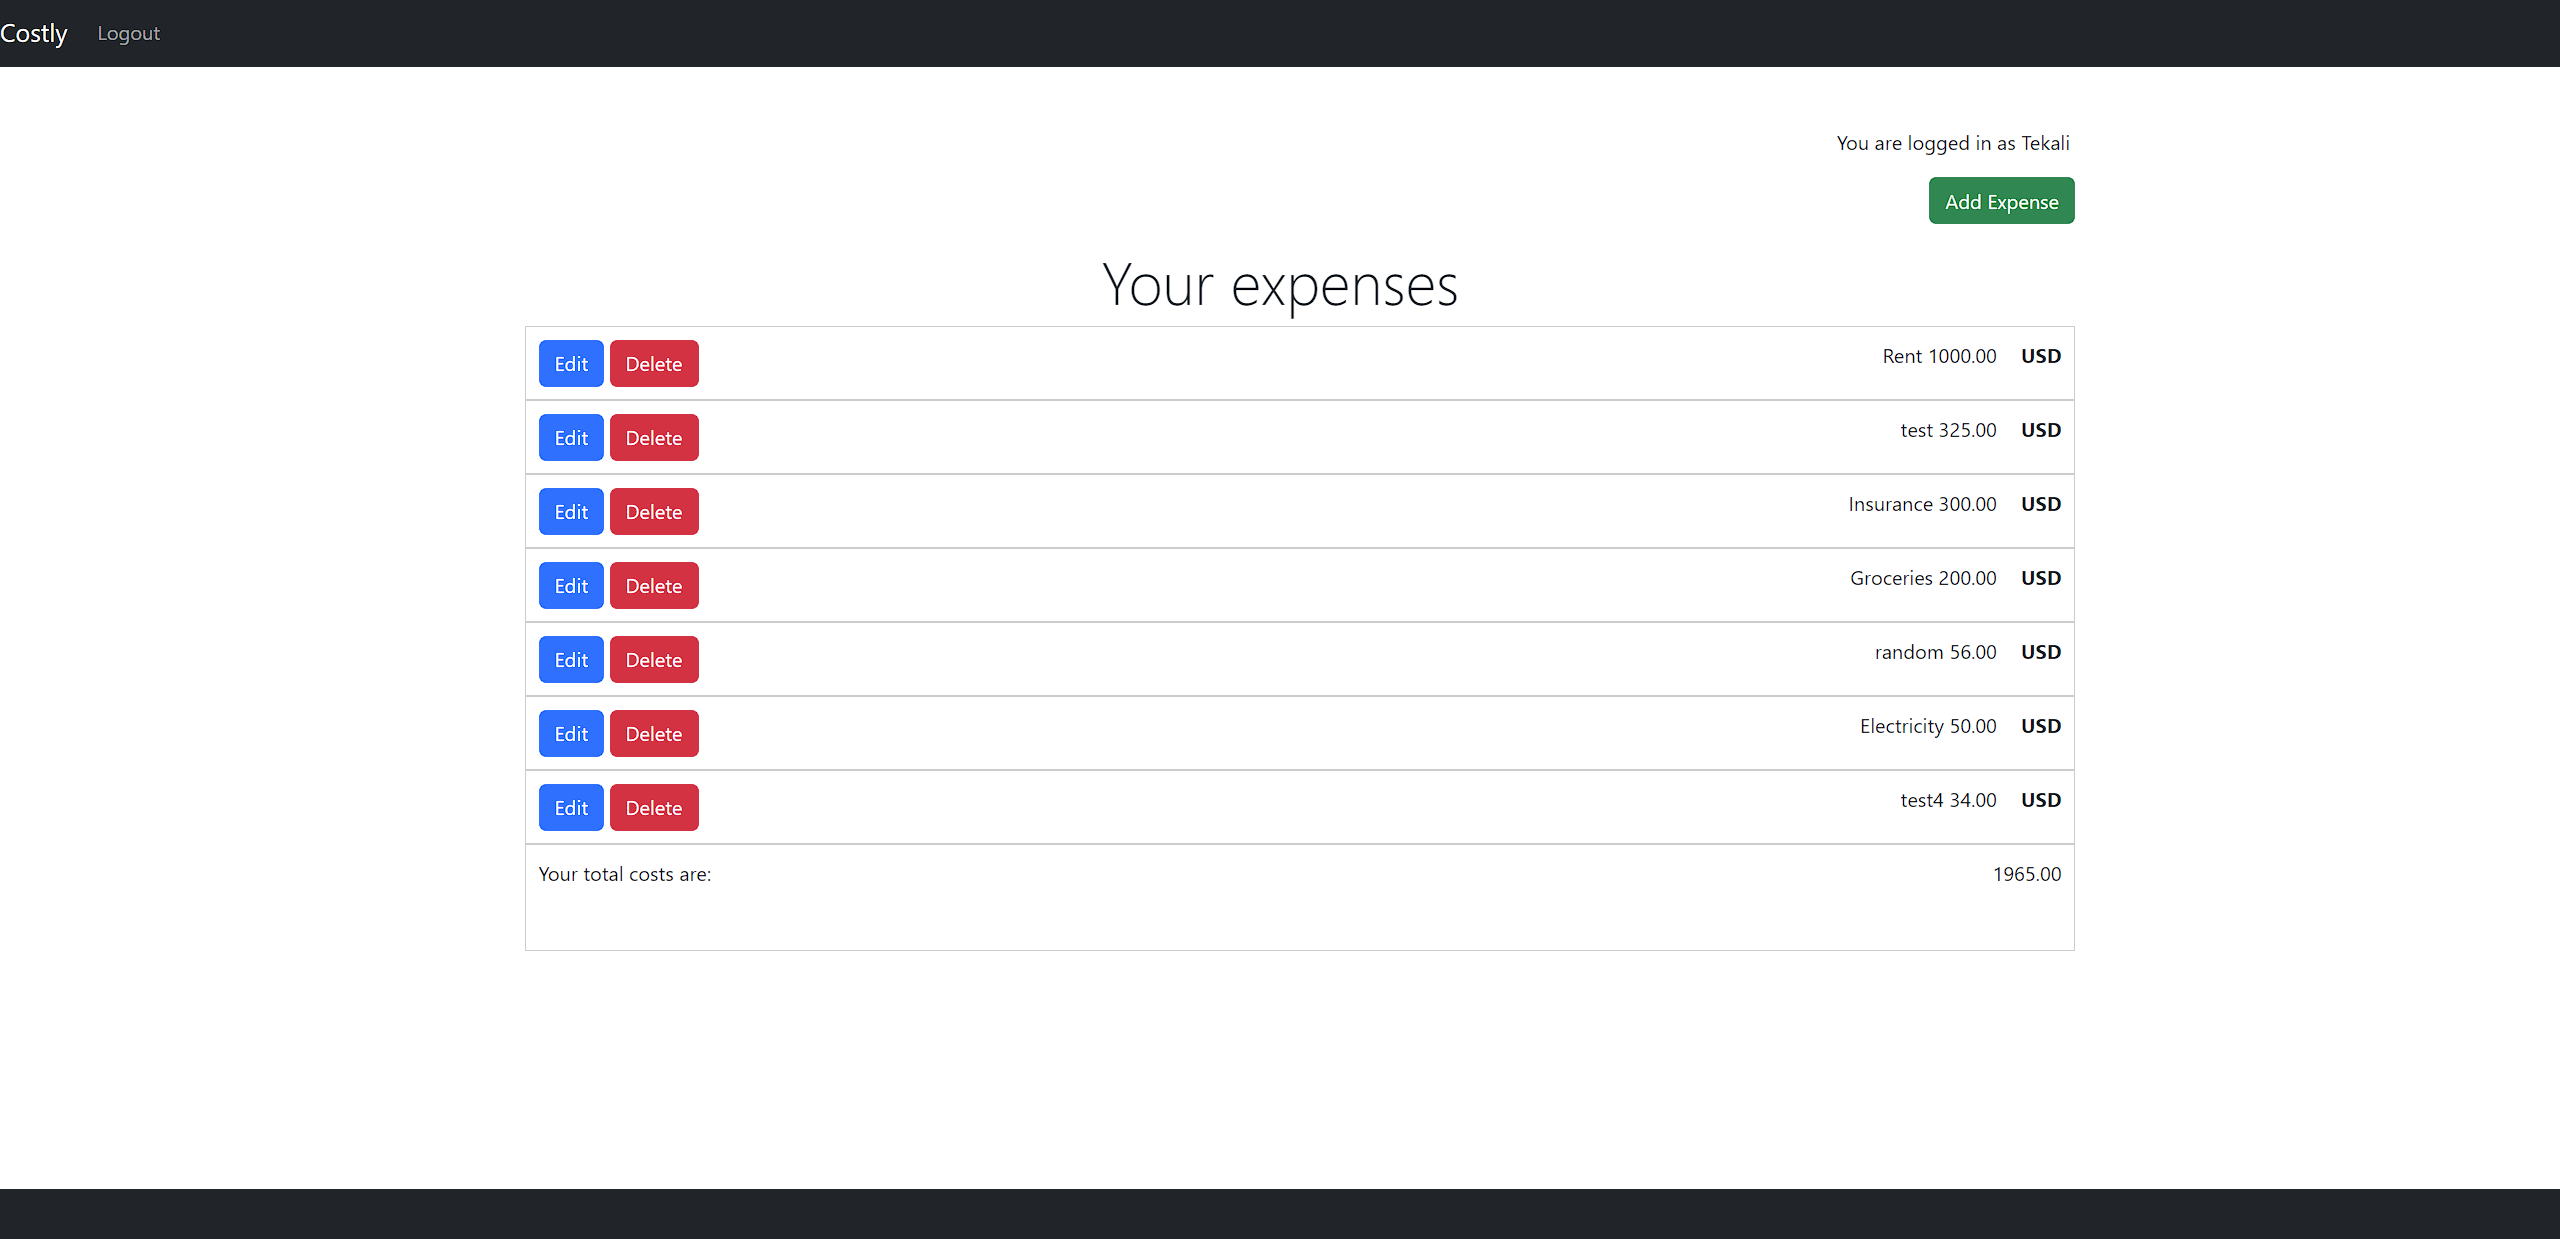 Costly Logout
You are logged in as Tekali
Add Expense
Your expenses
Edit Delete Rent 1000.00 USD
Edit Delete test 325.00 USD
Edit Delete Insurance 300.00 USD
Edit Delete Groceries 200.00 USD
Edit Delete random 56.00 USD
Edit Delete Electricity 50.00 USD
Edit Delete test4 34.00 USD
Your total costs are: 1965.00